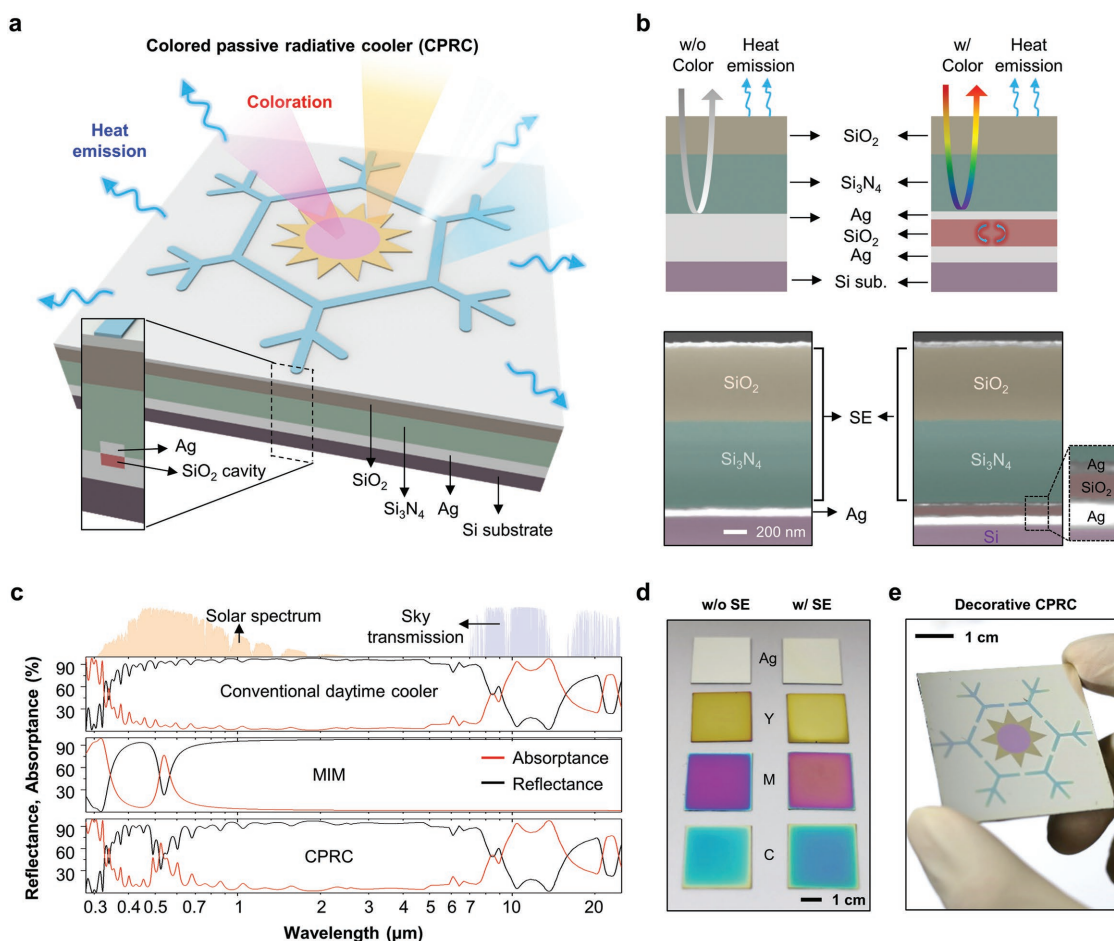 a
Colored passive radiative cooler (CPRC)
Coloration
Heat
emission
Ag
SiO2 cavity
SiO2
Si3N4
Ag
Si substrate
b
w/o
Color
Heat
emission
w/
Color
Heat
emission
SiO2
Si3N4
Ag
SiO2
Ag
Si sub.
SiO2
Si3N4
200 nm
SE
Ag
SiO2
Si3N4
Si
Ag
SiO2
Ag
c
Solar spectrum
Sky
transmission
Reflectance, Absorptance (%)
90
60
30
Conventional daytime cooler
90
60
30
MIM
Absorptance
Reflectance
90
60
30
CPRC
0.3 0.4 0.5 0.7 1 2 3 4 5 6 7 10 20
Wavelength (μm)
d
w/o SE w/ SE
Ag
Y
M
C
1 cm
e
Decorative CPRC
1 cm